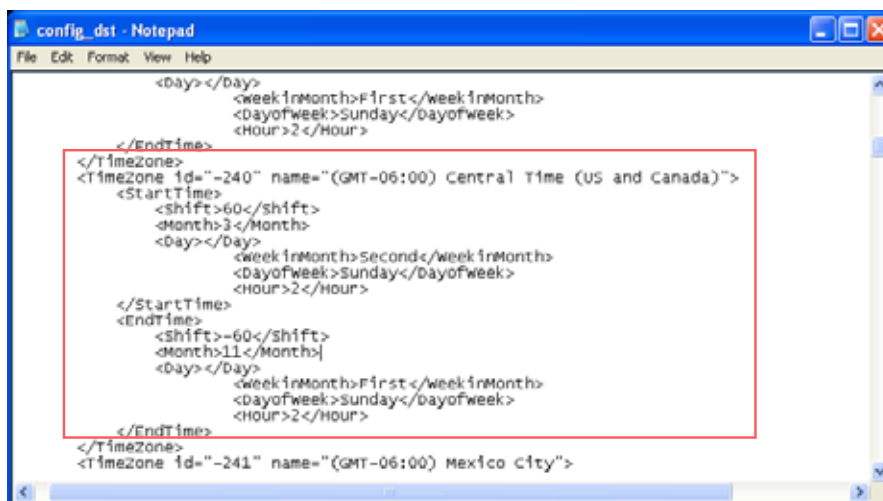 config_dst - Notepad
File Edit Format View Help
<Day></Day>
<WeekinMonth>First</WeekinMonth>
<DayofWeek>Sunday</DayofWeek>
<Hour>2</Hour>
</EndTime>
</TimeZone>
<TimeZone id="-240" name="(GMT-06:00) Central Time (US and Canada)">
<StartTime>
<Shift>60</Shift>
<Month>3</Month>
<Day></Day>
<WeekinMonth>Second</WeekinMonth>
<DayofWeek>Sunday</DayofWeek>
<Hour>2</Hour>
</StartTime>
<EndTime>
<Shift>-60</Shift>
<Month>11</Month>
<Day></Day>
<WeekinMonth>First</WeekinMonth>
<DayofWeek>Sunday</DayofWeek>
<Hour>2</Hour>
</EndTime>
</TimeZone>
<TimeZone id="-241" name="(GMT-06:00) Mexico City">